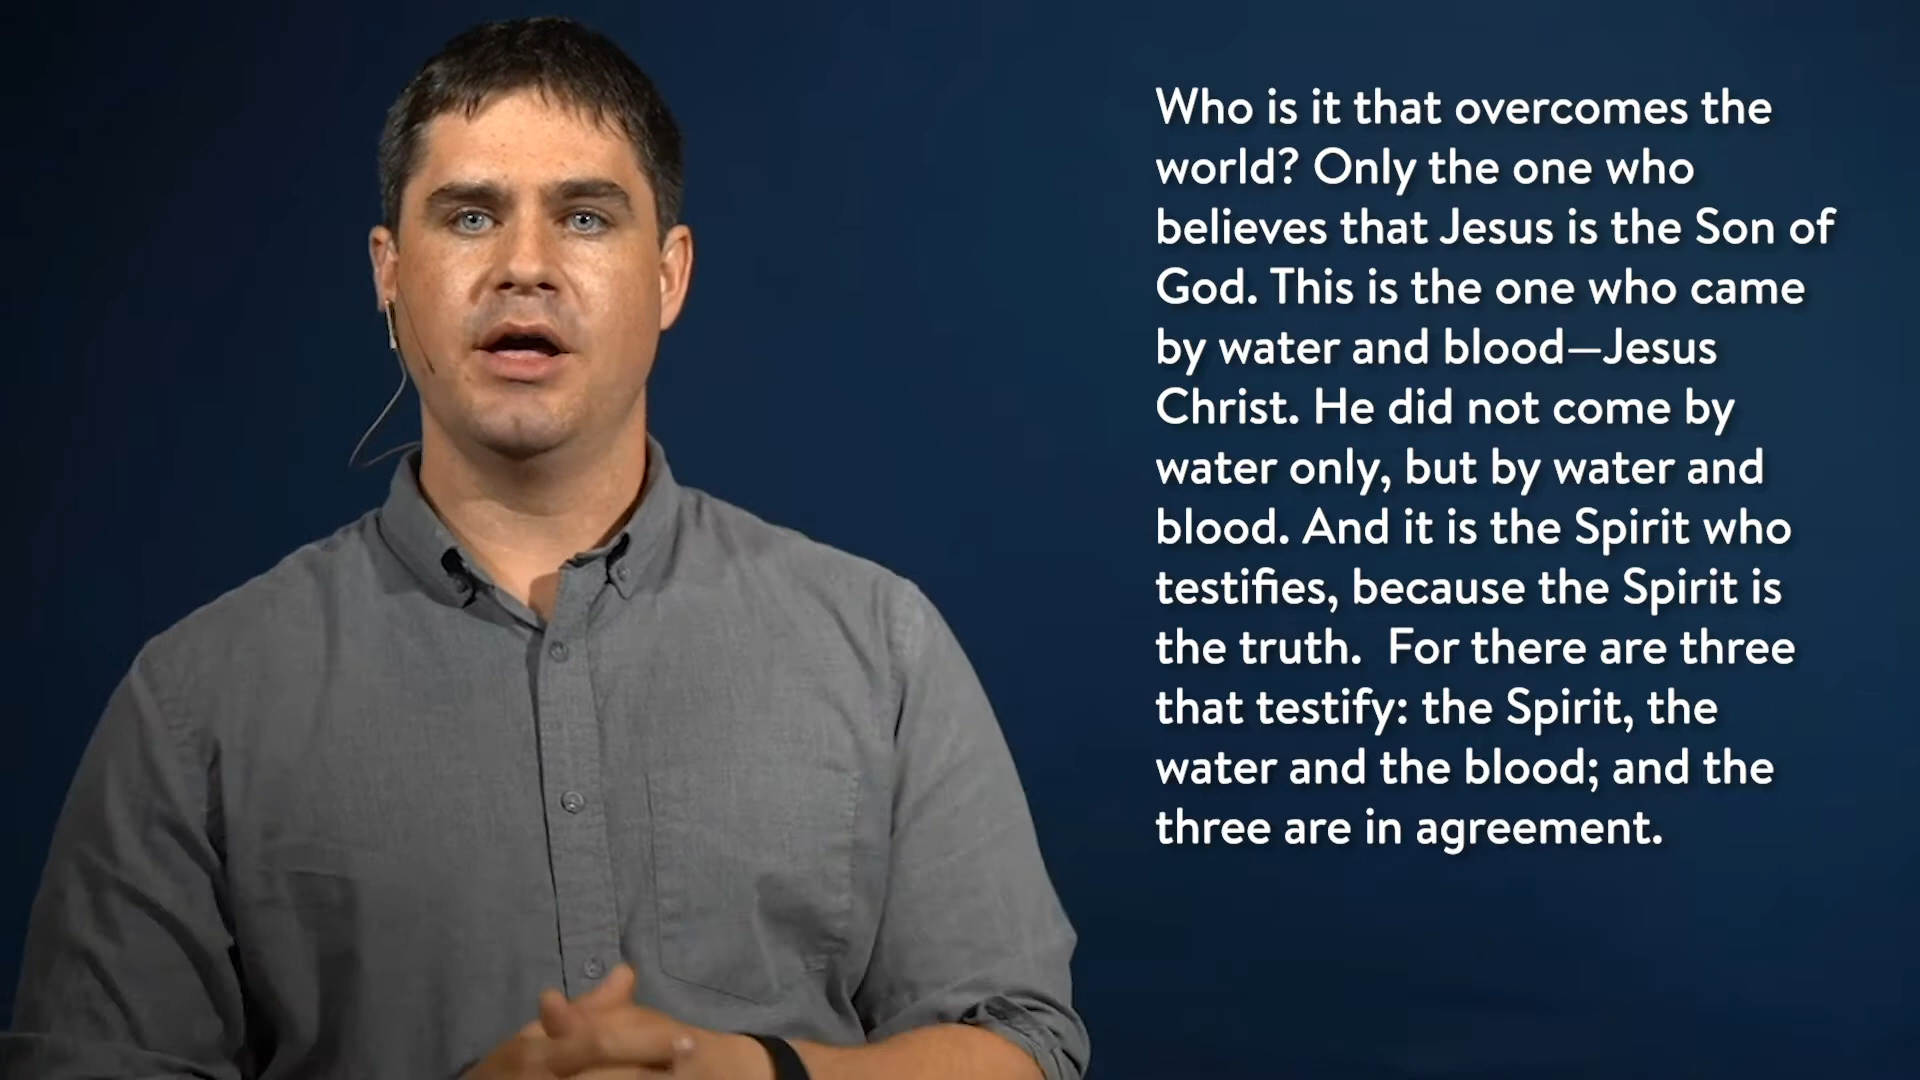 Who is it that overcomes the
world? Only the one who
believes that Jesus is the Son of
God. This is the one who came
by water and blood—Jesus
Christ. He did not come by
water only, but by water and
blood. And it is the Spirit who
testifies, because the Spirit is
the truth.  For there are three
that testify: the Spirit, the
water and the blood; and the
three are in agreement.